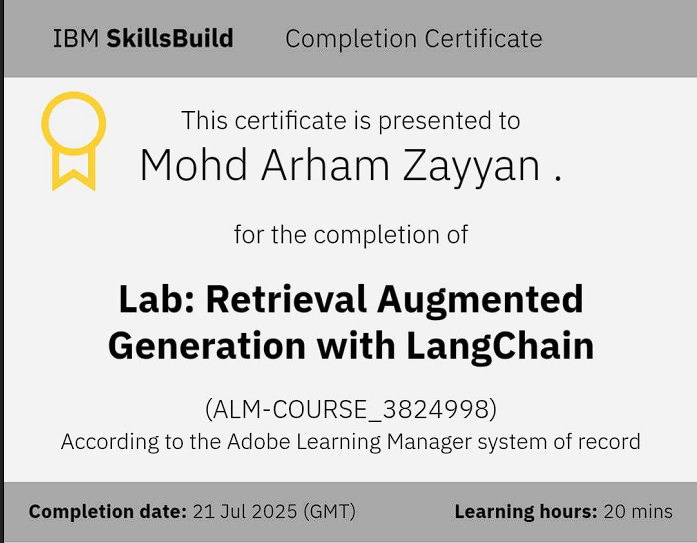 IBM SkillsBuild Completion Certificate
This certificate is presented to
Mohd Arham Zayyan .
for the completion of
Lab: Retrieval Augmented
Generation with LangChain
(ALM-COURSE_3824998)
According to the Adobe Learning Manager system of record
Completion date: 21 Jul 2025 (GMT) Learning hours: 20 mins